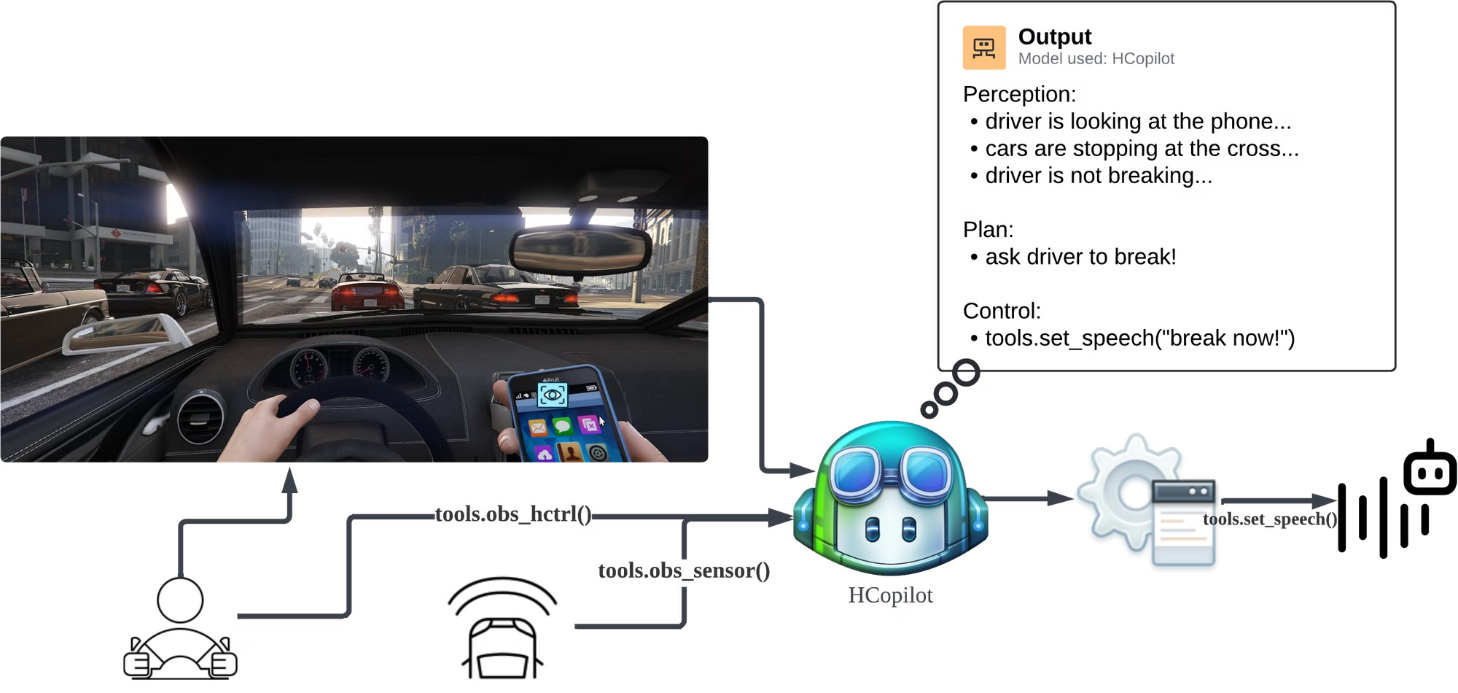 Output
Model used: HCopilot
Perception:
• driver is looking at the phone...
• cars are stopping at the cross...
• driver is not breaking...
Plan:
• ask driver to break!
Control:
• tools.set_speech("break now!")
tools.obs_hctrl()
tools.obs_sensor()
HCopilot
tools.set_speech()